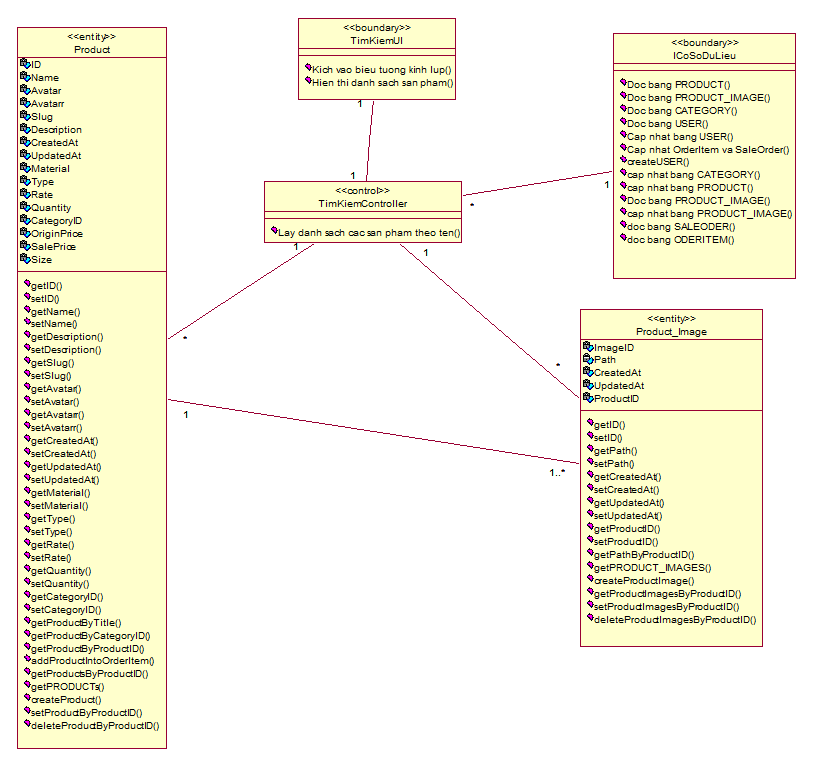 <<entity>>
Product
ID
Name
Avatar
Avatarr
Slug
Description
CreatedAt
UpdatedAt
Material
Type
Rate
Quantity
CategoryID
OriginPrice
SalePrice
Size
getID()
setID()
getName()
setName()
getDescription()
setDescription()
getSlug()
setSlug()
getAvatar()
setAvatar()
getAvatarr()
setAvatarr()
getCreatedAt()
setCreatedAt()
getUpdatedAt()
setUpdatedAt()
getMaterial()
setMaterial()
getType()
setType()
getRate()
setRate()
getQuantity()
setQuantity()
getCategoryID()
setCategoryID()
getProductByTitle()
getProductByCategoryID()
getProductByProductID()
addProductIntoOrderItem()
getProductsByProductID()
getPRODUCTs()
createProduct()
setProductByProductID()
deleteProductByProductID()
<<boundary>>
TimKiemUI
Kich vao bieu tuong kinh lup()
Hien thi danh sach san pham()
1
1
<<control>>
TimKiemController
Lay danh sach cac san pham theo ten()
1
1
*
1
*
*
1
1..*
<<boundary>>
ICoSoDuLieu
Doc bang PRODUCT()
Doc bang PRODUCT_IMAGE()
Doc bang CATEGORY()
Doc bang USER()
Cap nhat bang USER()
Cap nhat OrderItem va SaleOrder()
createUSER()
cap nhat bang CATEGORY()
cap nhat bang PRODUCT()
Doc bang PRODUCT_IMAGE()
cap nhat bang PRODUCT_IMAGE()
doc bang SALEODER()
doc bang ODERITEM()
<<entity>>
Product_Image
ImageID
Path
CreatedAt
UpdatedAt
ProductID
getID()
setID()
getPath()
setPath()
getCreatedAt()
setCreatedAt()
getUpdatedAt()
setUpdatedAt()
getProductID()
setProductID()
getPathByProductID()
getPRODUCT_IMAGES()
createProductImage()
getProductImagesByProductID()
setProductImagesByProductID()
deleteProductImagesByProductID()